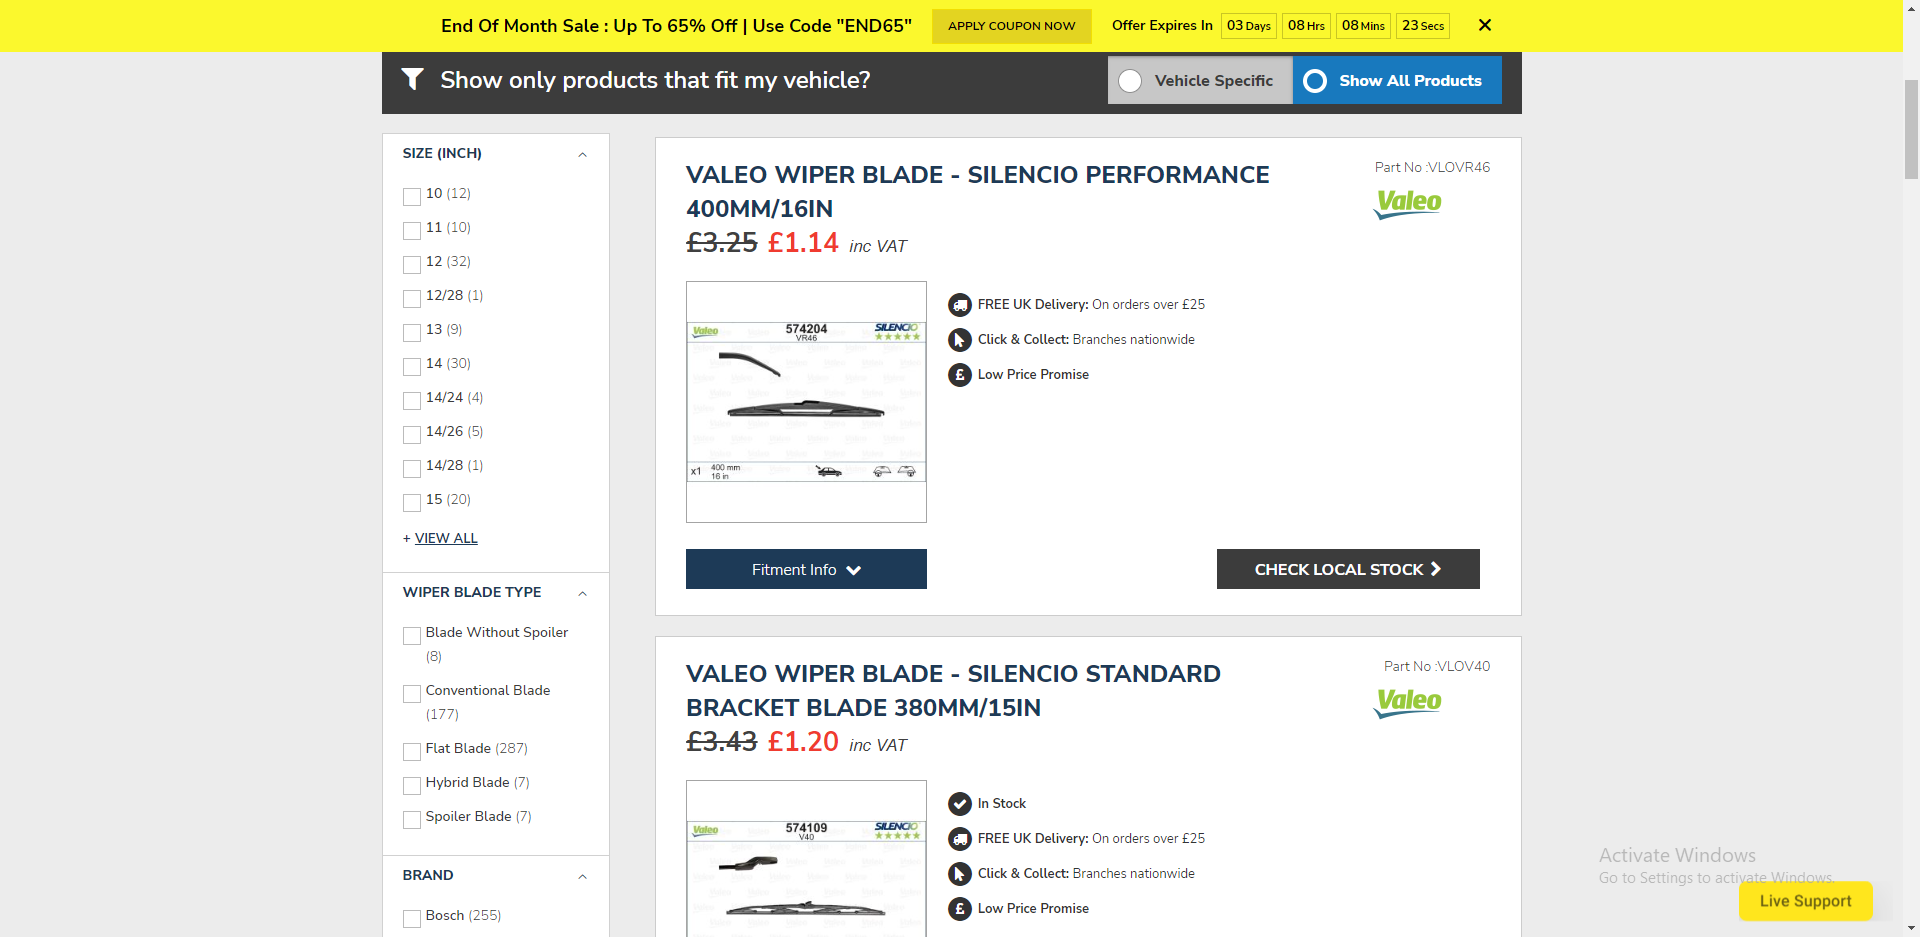 End Of Month Sale : Up To 65% Off | Use Code "END65"
APPLY COUPON NOW
Offer Expires In
03 Days
08 Hrs
08 Mins
23 Secs
Show only products that fit my vehicle?
Vehicle Specific
Show All Products
SIZE (INCH)
10 (12)
11 (10)
12 (32)
12/28 (1)
13 (9)
14 (30)
14/24 (4)
14/26 (5)
14/28 (1)
15 (20)
+ VIEW ALL
WIPER BLADE TYPE
Blade Without Spoiler
(8)
Conventional Blade
(177)
Flat Blade (287)
Hybrid Blade (7)
Spoiler Blade (7)
BRAND
Bosch (255)
VALEO WIPER BLADE - SILENCIO PERFORMANCE
400MM/16IN
£3.25 £1.14 inc VAT
Part No :VLOVR46
Valeo
Valeo
574204
VR46
SILENCIO
x1
400 mm
16 in
FREE UK Delivery: On orders over £25
Click & Collect: Branches nationwide
£ Low Price Promise
Fitment Info
CHECK LOCAL STOCK
VALEO WIPER BLADE - SILENCIO STANDARD
BRACKET BLADE 380MM/15IN
£3.43 £1.20 inc VAT
Part No :VLOV40
Valeo
Valeo
574109
V40
SILENCIO
In Stock
FREE UK Delivery: On orders over £25
Click & Collect: Branches nationwide
£ Low Price Promise
Activate Windows
Go to Settings to activate Windows.
Live Support